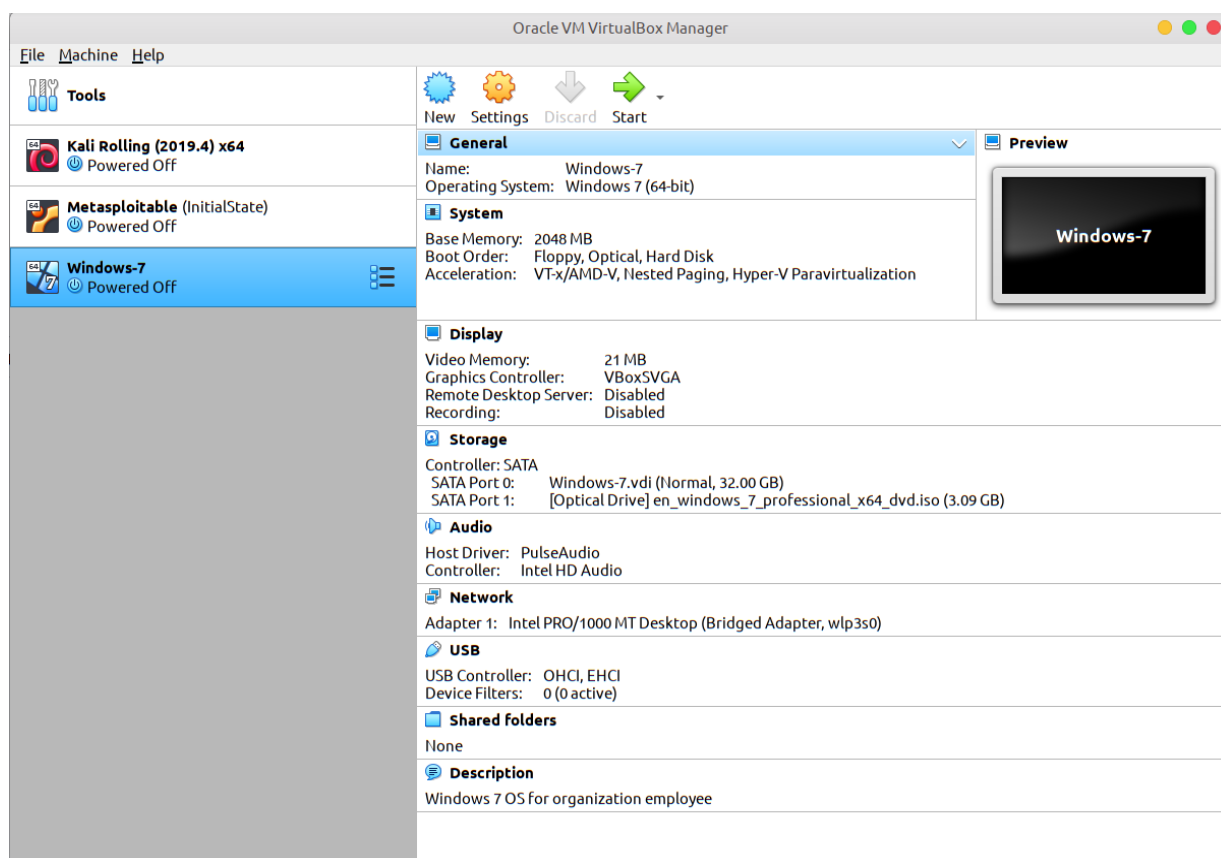 Oracle VM VirtualBox Manager
File Machine Help
Tools
New Settings Discard Start
Kali Rolling (2019.4) x64
Powered Off
Metasploitable (InitialState)
Powered Off
Windows-7
Powered Off
General
Name: Windows-7
Operating System: Windows 7 (64-bit)
System
Base Memory: 2048 MB
Boot Order: Floppy, Optical, Hard Disk
Acceleration: VT-x/AMD-V, Nested Paging, Hyper-V Paravirtualization
Preview
Windows-7
Display
Video Memory: 21 MB
Graphics Controller: VBoxSVGA
Remote Desktop Server: Disabled
Recording: Disabled
Storage
Controller: SATA
SATA Port 0: Windows-7.vdi (Normal, 32.00 GB)
SATA Port 1: [Optical Drive] en_windows_7_professional_x64_dvd.iso (3.09 GB)
Audio
Host Driver: PulseAudio
Controller: Intel HD Audio
Network
Adapter 1: Intel PRO/1000 MT Desktop (Bridged Adapter, wlp3s0)
USB
USB Controller: OHCI, EHCI
Device Filters: 0 (0 active)
Shared folders
None
Description
Windows 7 OS for organization employee